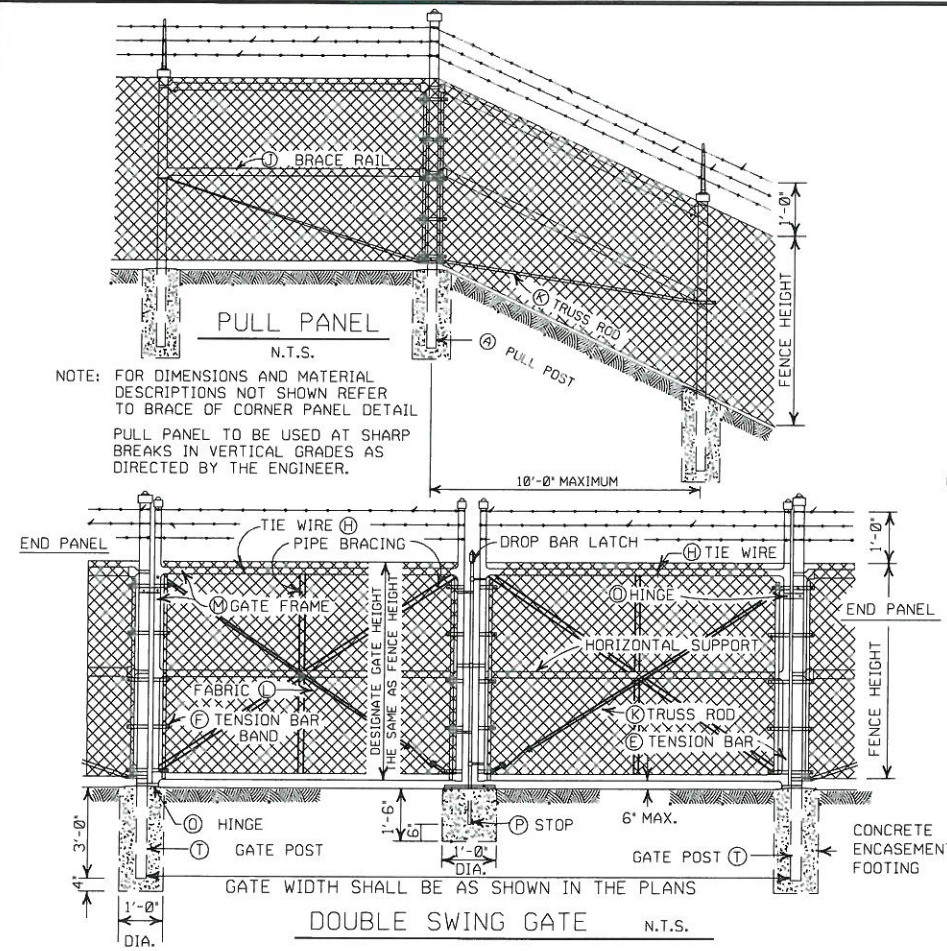 J BRACE RAIL
1'-0"
K TRUSS ROD
PULL PANEL
N.T.S.
A PULL POST
FENCE HEIGHT
NOTE: FOR DIMENSIONS AND MATERIAL
DESCRIPTIONS NOT SHOWN REFER
TO BRACE OF CORNER PANEL DETAIL
PULL PANEL TO BE USED AT SHARP
BREAKS IN VERTICAL GRADES AS
DIRECTED BY THE ENGINEER.
10'-0" MAXIMUM
TIE WIRE H
PIPE BRACING
END PANEL
DROP BAR LATCH
H TIE WIRE
1'-0"
M GATE FRAME
O HINGE
END PANEL
DESIGNATE GATE HEIGHT
THE SAME AS FENCE HEIGHT
HORIZONTAL SUPPORT
FABRIC L
F TENSION BAR
BAND
K TRUSS ROD
E TENSION BAR
FENCE HEIGHT
3'-0"
4"
O HINGE
T GATE POST
1'-6"
6"
P STOP
6" MAX.
1'-0"
DIA.
GATE POST T
CONCRETE
ENCASEMENT
FOOTING
GATE WIDTH SHALL BE AS SHOWN IN THE PLANS
1'-0"
DIA.
DOUBLE SWING GATE N.T.S.